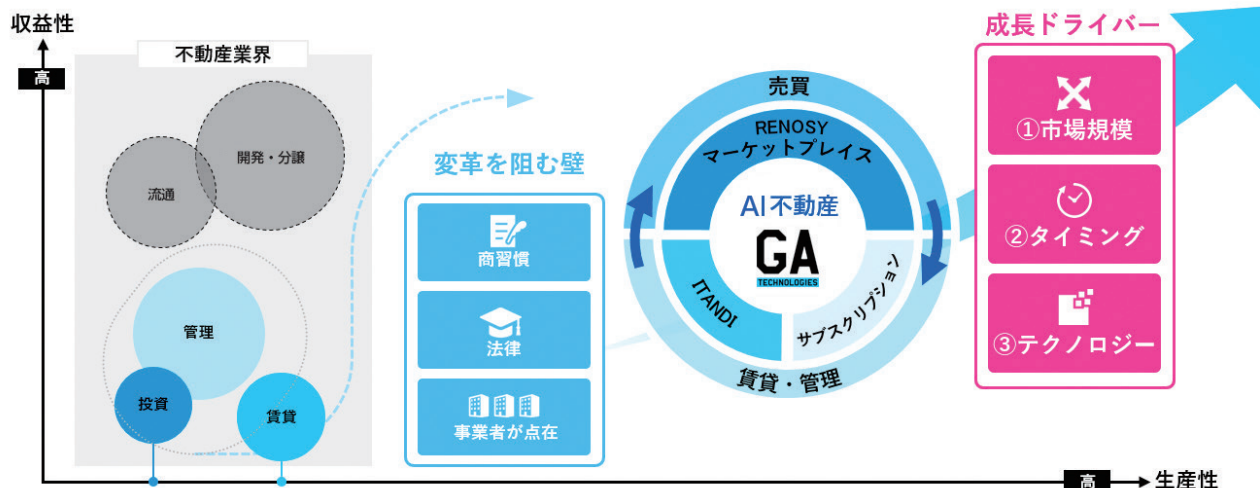 収益性
高
不動産業界
開発・分譲
流通
管理
投資
賃貸
変革を阻む壁
商習慣
法律
事業者が点在
売買
RENOSY
マーケットプレイス
AI不動産
GA
TECHNOLOGIES
ITANDI
サブスクリプション
賃貸・管理
成長ドライバー
①市場規模
②タイミング
③テクノロジー
高
生産性